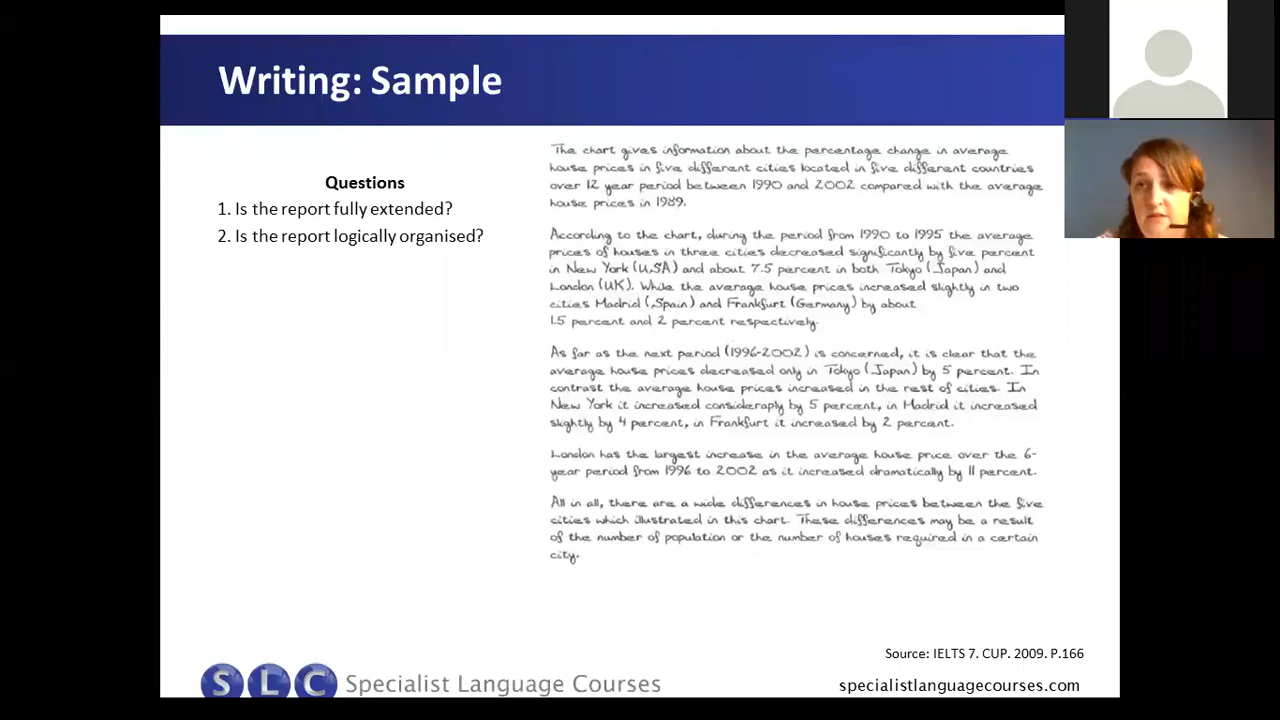 Writing: Sample
Questions
1. Is the report fully extended?
2. Is the report logically organised?
The chart gives information about the percentage change in average
house prices in five different cities located in five different countries
over 12 year period between 1990 and 2002 compared with the average
house prices in 1989.
According to the chart, during the period from 1990 to 1995 the average
prices of houses in three cities decreased significantly by five percent
in New York (USA) and about 7.5 percent in both Tokyo (Japan) and
London (UK). While the average house prices increased slightly in two
cities Madrid (Spain) and Frankfurt (Germany) by about
1.5 percent and 2 percent respectively.
As far as the next period (1996-2002) is concerned, it is clear that the
average house prices decreased only in Tokyo (Japan) by 5 percent. In
contrast the average house prices increased in the rest of cities. In
New York it increased consideraply by 5 percent, in Madrid it increased
slightly by 4 percent, in Frankfurt it increased by 2 percent.
London has the largest increase in the average house price over the 6-
year period from 1996 to 2002 as it increased dramatically by 11 percent.
All in all, there are a wide differences in house prices between the five
cities which illustrated in this chart. These differences may be a result
of the number of population or the number of houses required in a certain
city.
Source: IELTS 7. CUP. 2009. P.166
SLC Specialist Language Courses
specialistlanguagecourses.com